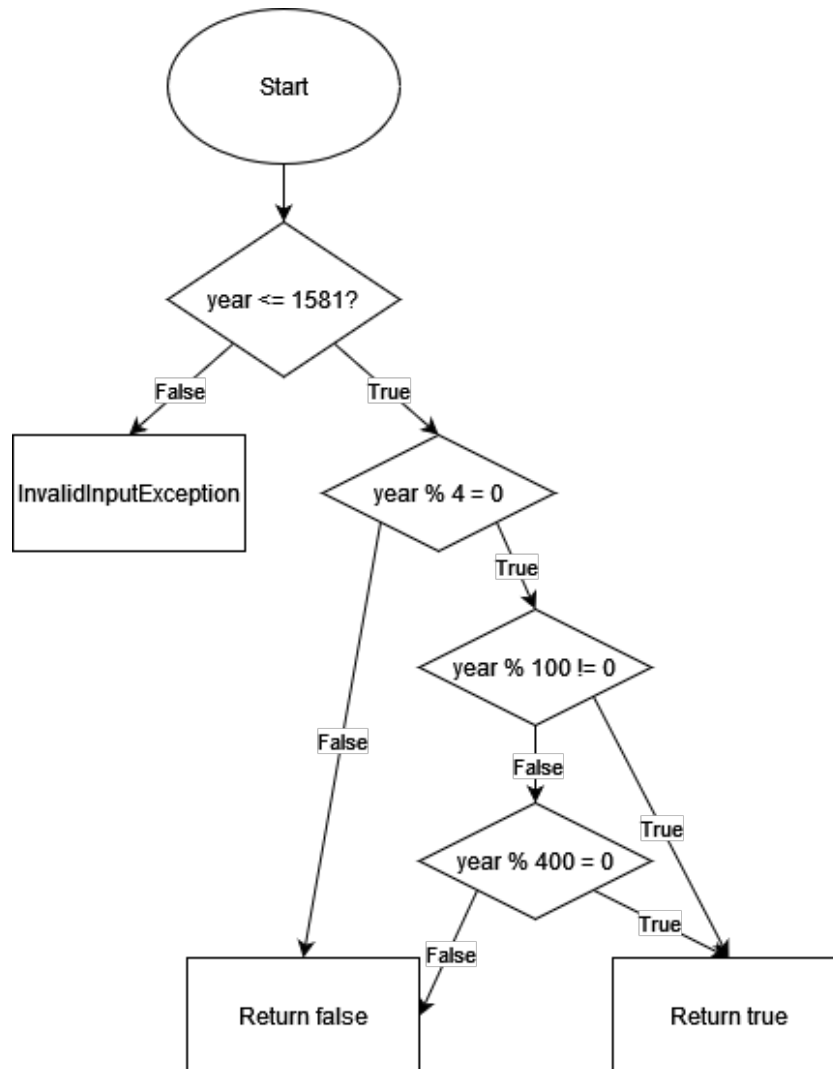 Start
year <= 1581?
False
True
InvalidInputException
year % 4 = 0
True
year % 100 != 0
False
False
True
year % 400 = 0
True
False
Return false
Return true